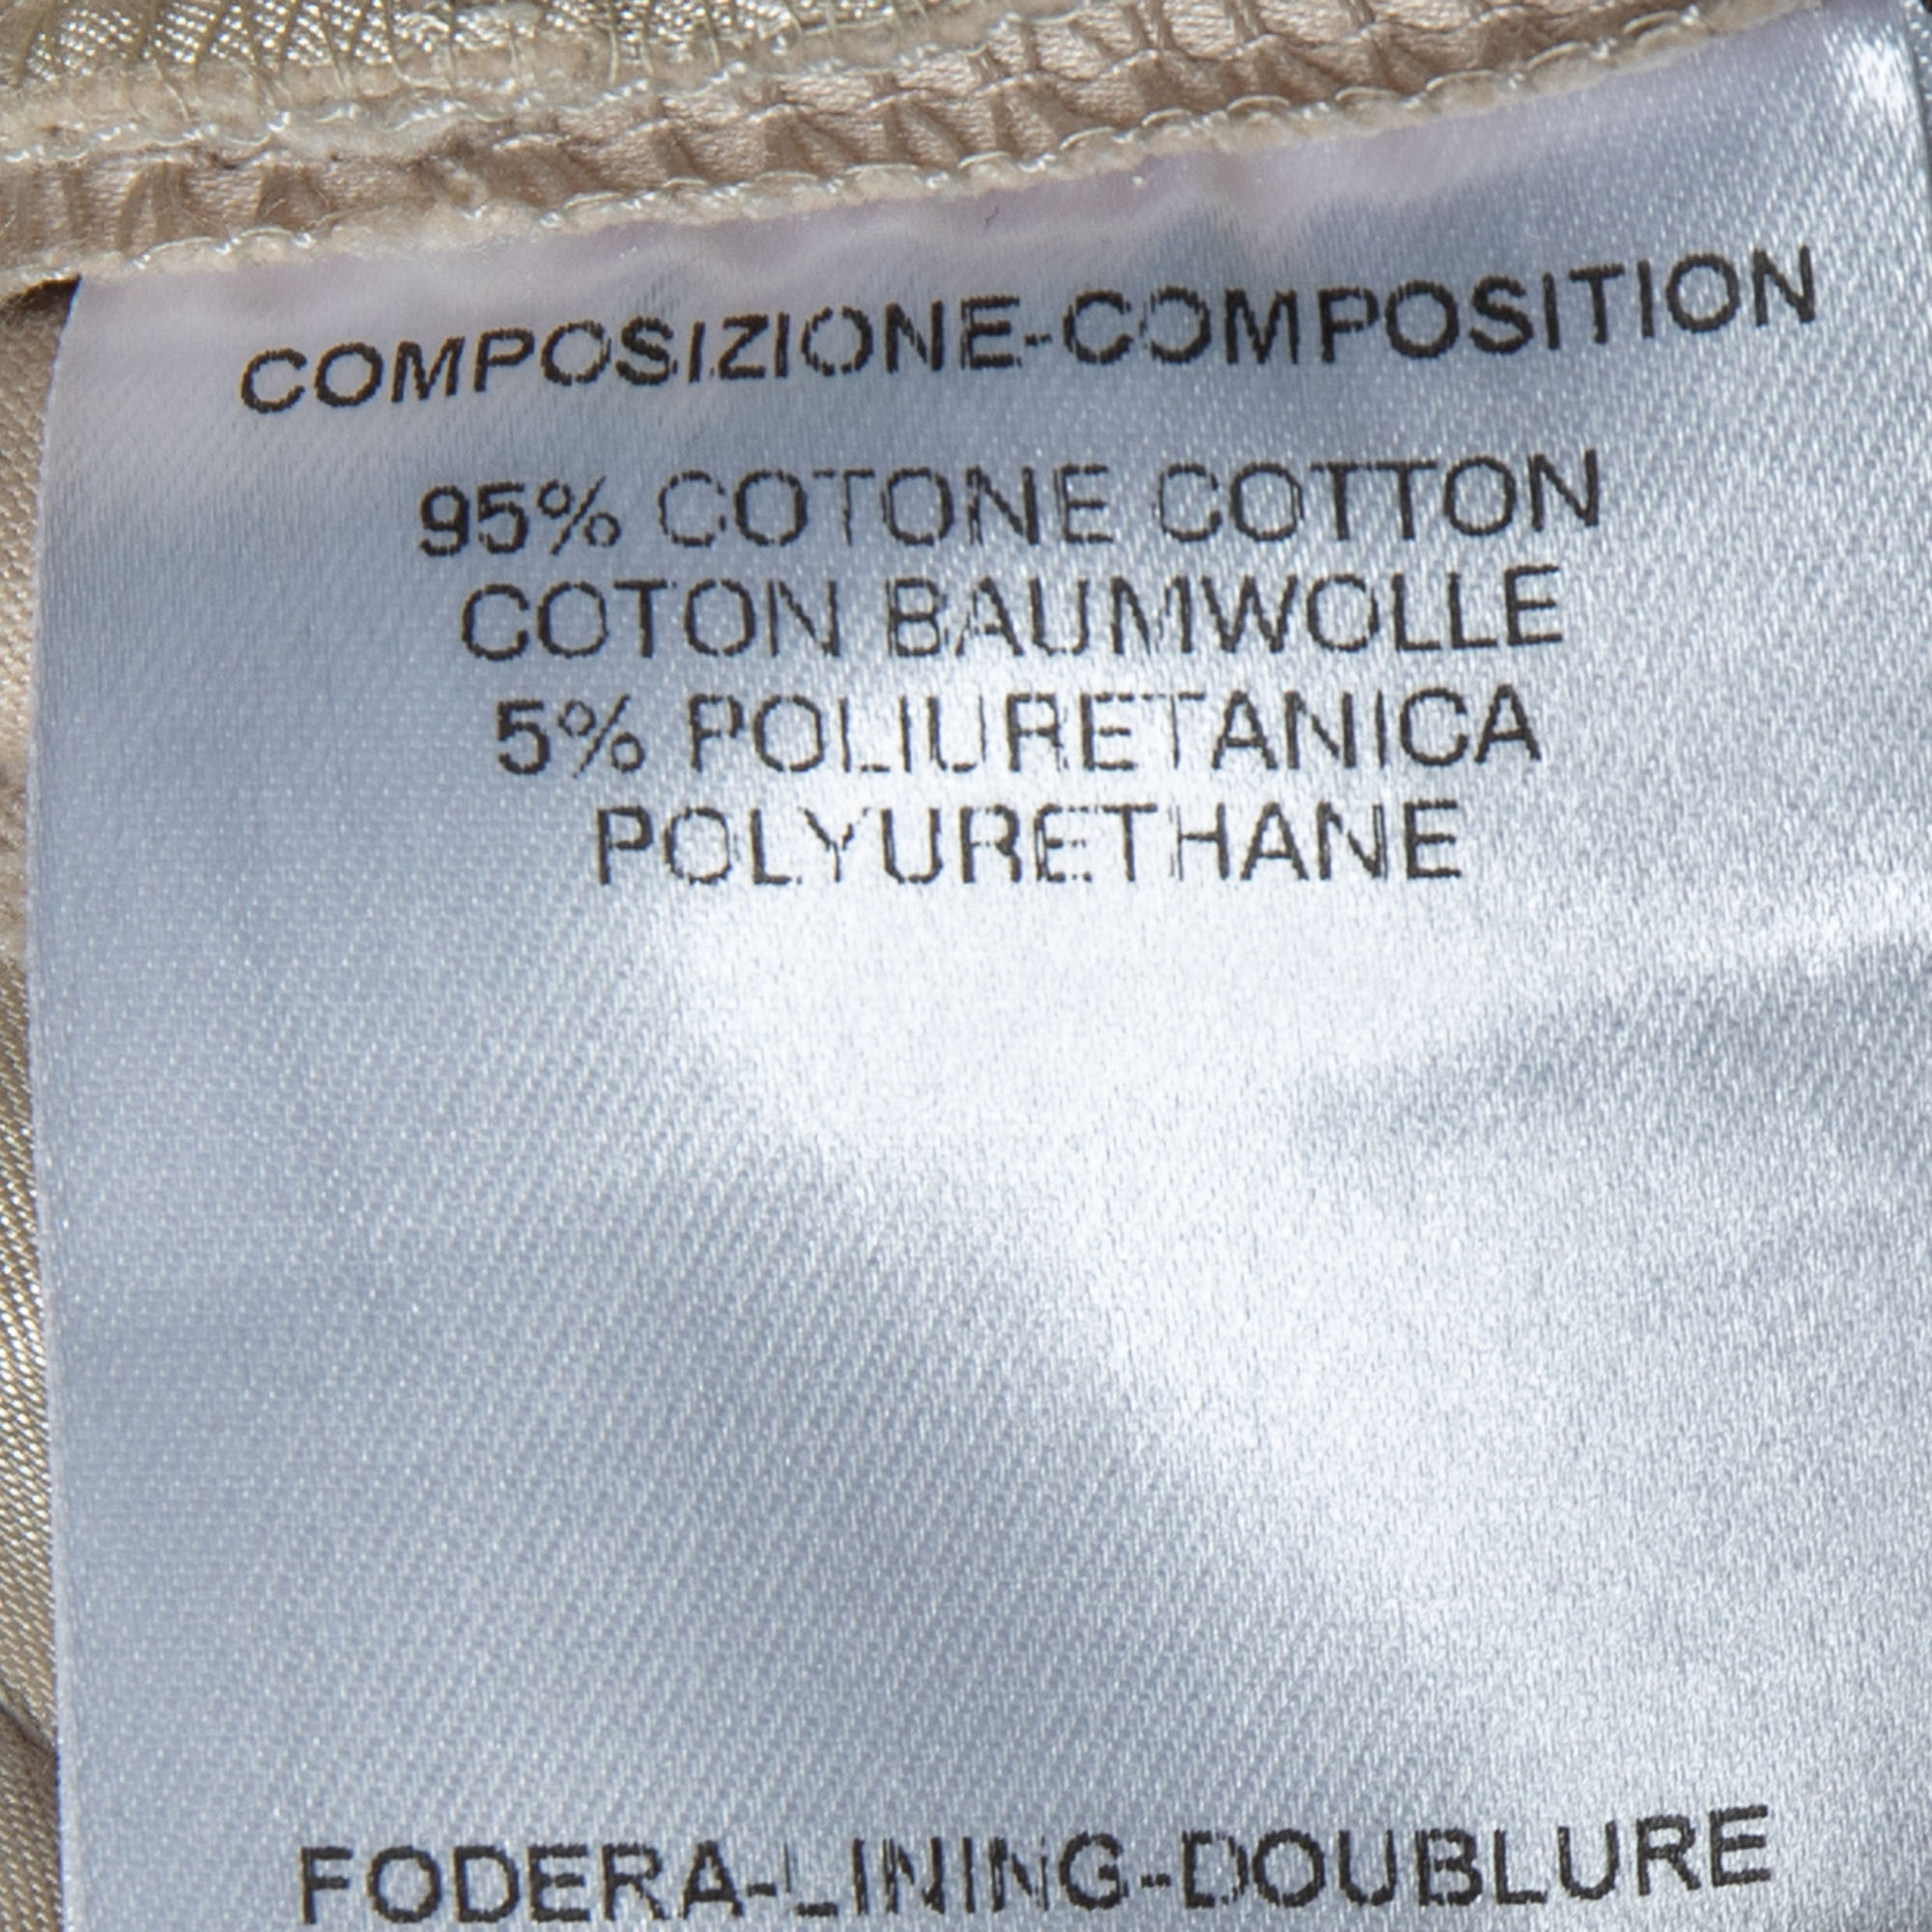 COMPOSIZIONE-COMPOSITION
95% COTONE COTTON
COTON BAUMWOLLE
5% POLIURETANICA
POLYURETHANE
FODERA-LINING-DOUBLURE